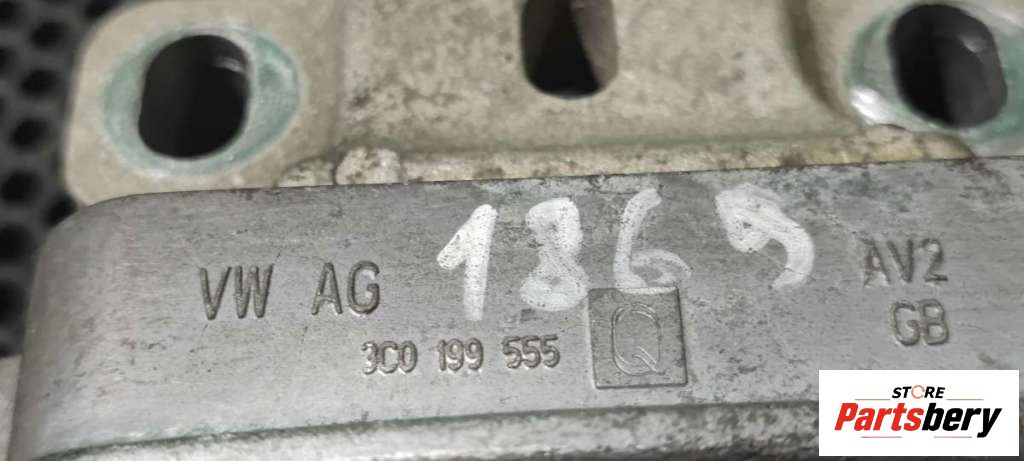 1869
VW AG
AV2
GB
3C0 199 555 Q
STORE
Partsbery